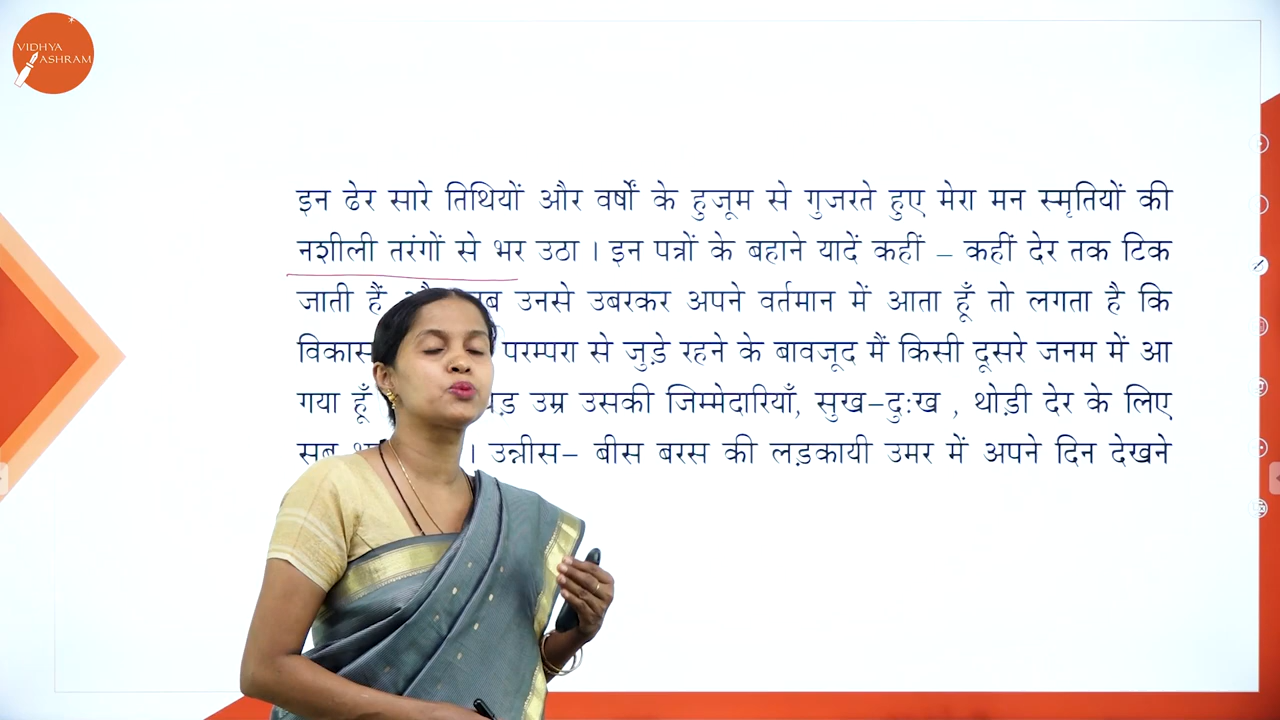 VIDHYA
ASHRAM
इन ढेर सारे तिथियों और वर्षों के हुजूम से गुजरते हुए मेरा मन स्मृतियों की
नशीली तरंगों से भर उठा । इन पत्रों के बहाने यादें कहीं – कहीं देर तक टिक
जाती हैं उनसे उबरकर अपने वर्तमान में आता हूँ तो लगता है कि
परम्परा से जुड़े रहने के बावजूद मैं किसी दूसरे जनम में आ
गया हूँ उम्र उसकी जिम्मेदारियाँ, सुख–दुःख , थोड़ी देर के लिए
सब । उन्नीस– बीस बरस की लड़कायी उमर में अपने दिन देखने